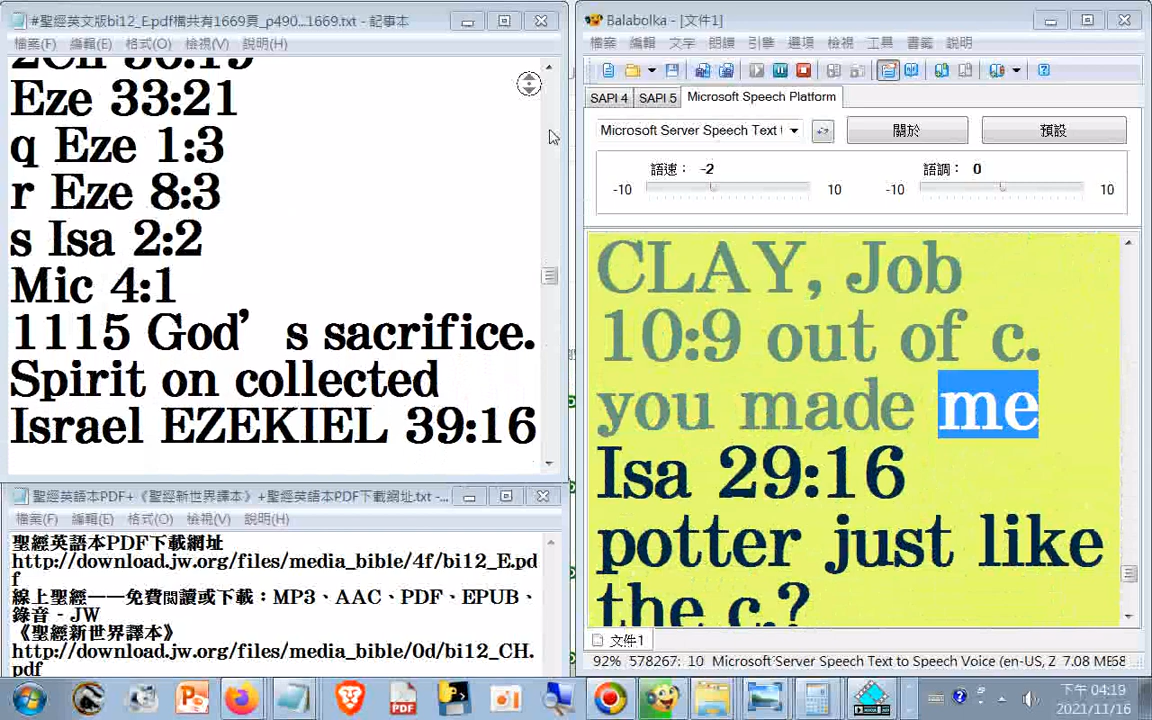 #聖經英文版bi12_E.pdf檔共有1669頁_p490...1669.txt - 記事本
檔案(F) 編輯(E) 格式(O) 檢視(V) 說明(H)
2Ch 36:19
Eze 33:21
q Eze 1:3
r Eze 8:3
s Isa 2:2
Mic 4:1
1115 God’s sacrifice.
Spirit on collected
Israel EZEKIEL 39:16
聖經英語本PDF+《聖經新世界譯本》+聖經英語本PDF下載網址.txt -...
檔案(F) 編輯(E) 格式(O) 檢視(V) 說明(H)
聖經英語本PDF下載網址
http://download.jw.org/files/media_bible/4f/bi12_E.pd
f
線上聖經——免費閱讀或下載：MP3、AAC、PDF、EPUB、
錄音 - JW
《聖經新世界譯本》
http://download.jw.org/files/media_bible/0d/bi12_CH.
pdf
Balabolka - [文件1]
檔案 編輯 文字 朗讀 引擎 選項 檢視 工具 書籤 說明
SAPI 4 SAPI 5 Microsoft Speech Platform
Microsoft Server Speech Text 關於 預設
語速： -2 語調： 0
-10 10 -10 10
CLAY, Job
10:9 out of c.
you made me
Isa 29:16
potter just like
the c.?
文件1
92% 578267: 10 Microsoft Server Speech Text to Speech Voice (en-US, Z 7.08 MB
PDF
下午 04:19
2021/11/16